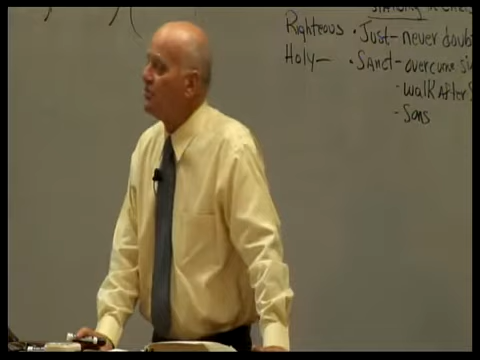 Righteous • Just - never doub
Holy - • Sanct - overcome si
- walk After S
- Sons